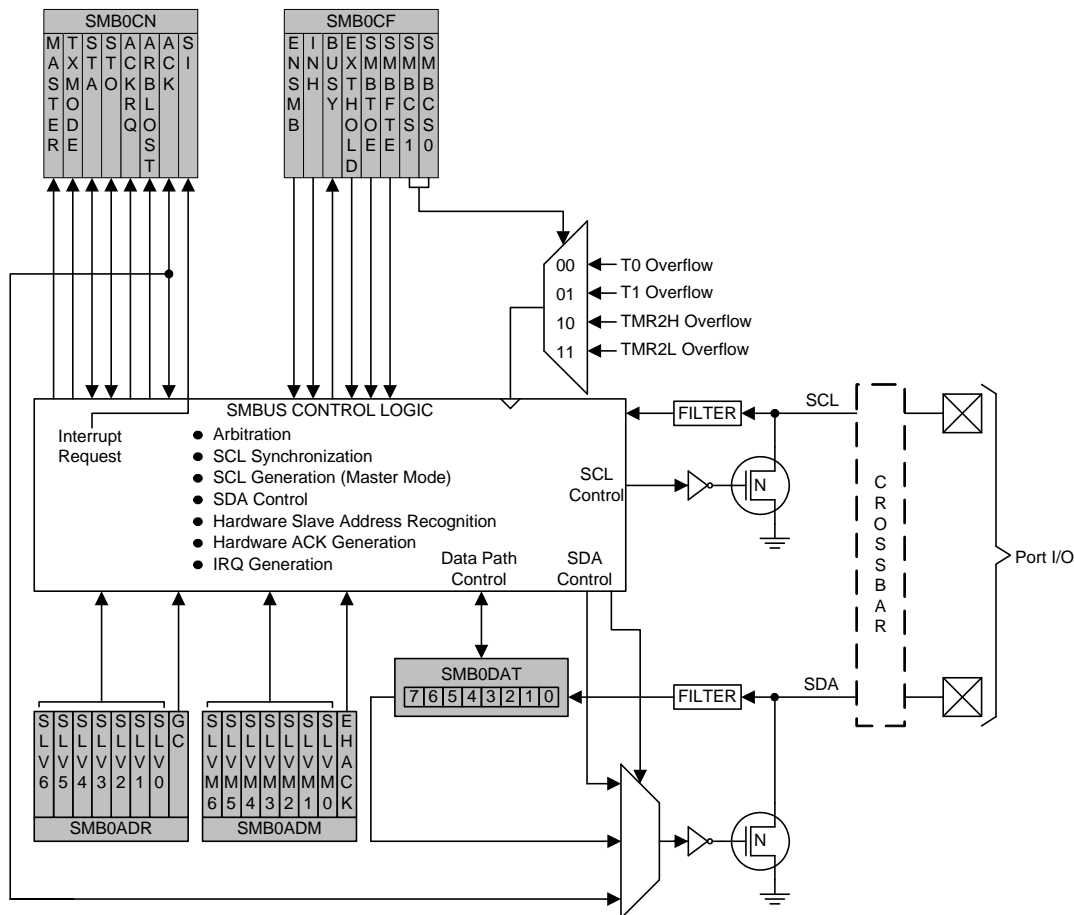 SMB0CN
MASTER
TXMODE
STA
STO
ACKRQ
ARBLOST
ACK
SI
SMB0CF
ENSMB
INH
BUSY
EXTHOLD
SMBTOE
SMBFTE
SMBCS1
SMBCS0
00
T0 Overflow
01
T1 Overflow
10
TMR2H Overflow
11
TMR2L Overflow
SMBUS CONTROL LOGIC
Interrupt
Request
● Arbitration
● SCL Synchronization
● SCL Generation (Master Mode)
● SDA Control
● Hardware Slave Address Recognition
● Hardware ACK Generation
● IRQ Generation
SCL
Control
Data Path
Control
SDA
Control
FILTER
SCL
N
CROSSBAR
Port I/O
SMB0DAT
7 6 5 4 3 2 1 0
FILTER
SDA
N
SLV6
SLV5
SLV4
SLV3
SLV2
SLV1
SLV0
GC
SMB0ADR
SLVM6
SLVM5
SLVM4
SLVM3
SLVM2
SLVM1
SLVM0
EHACK
SMB0ADM